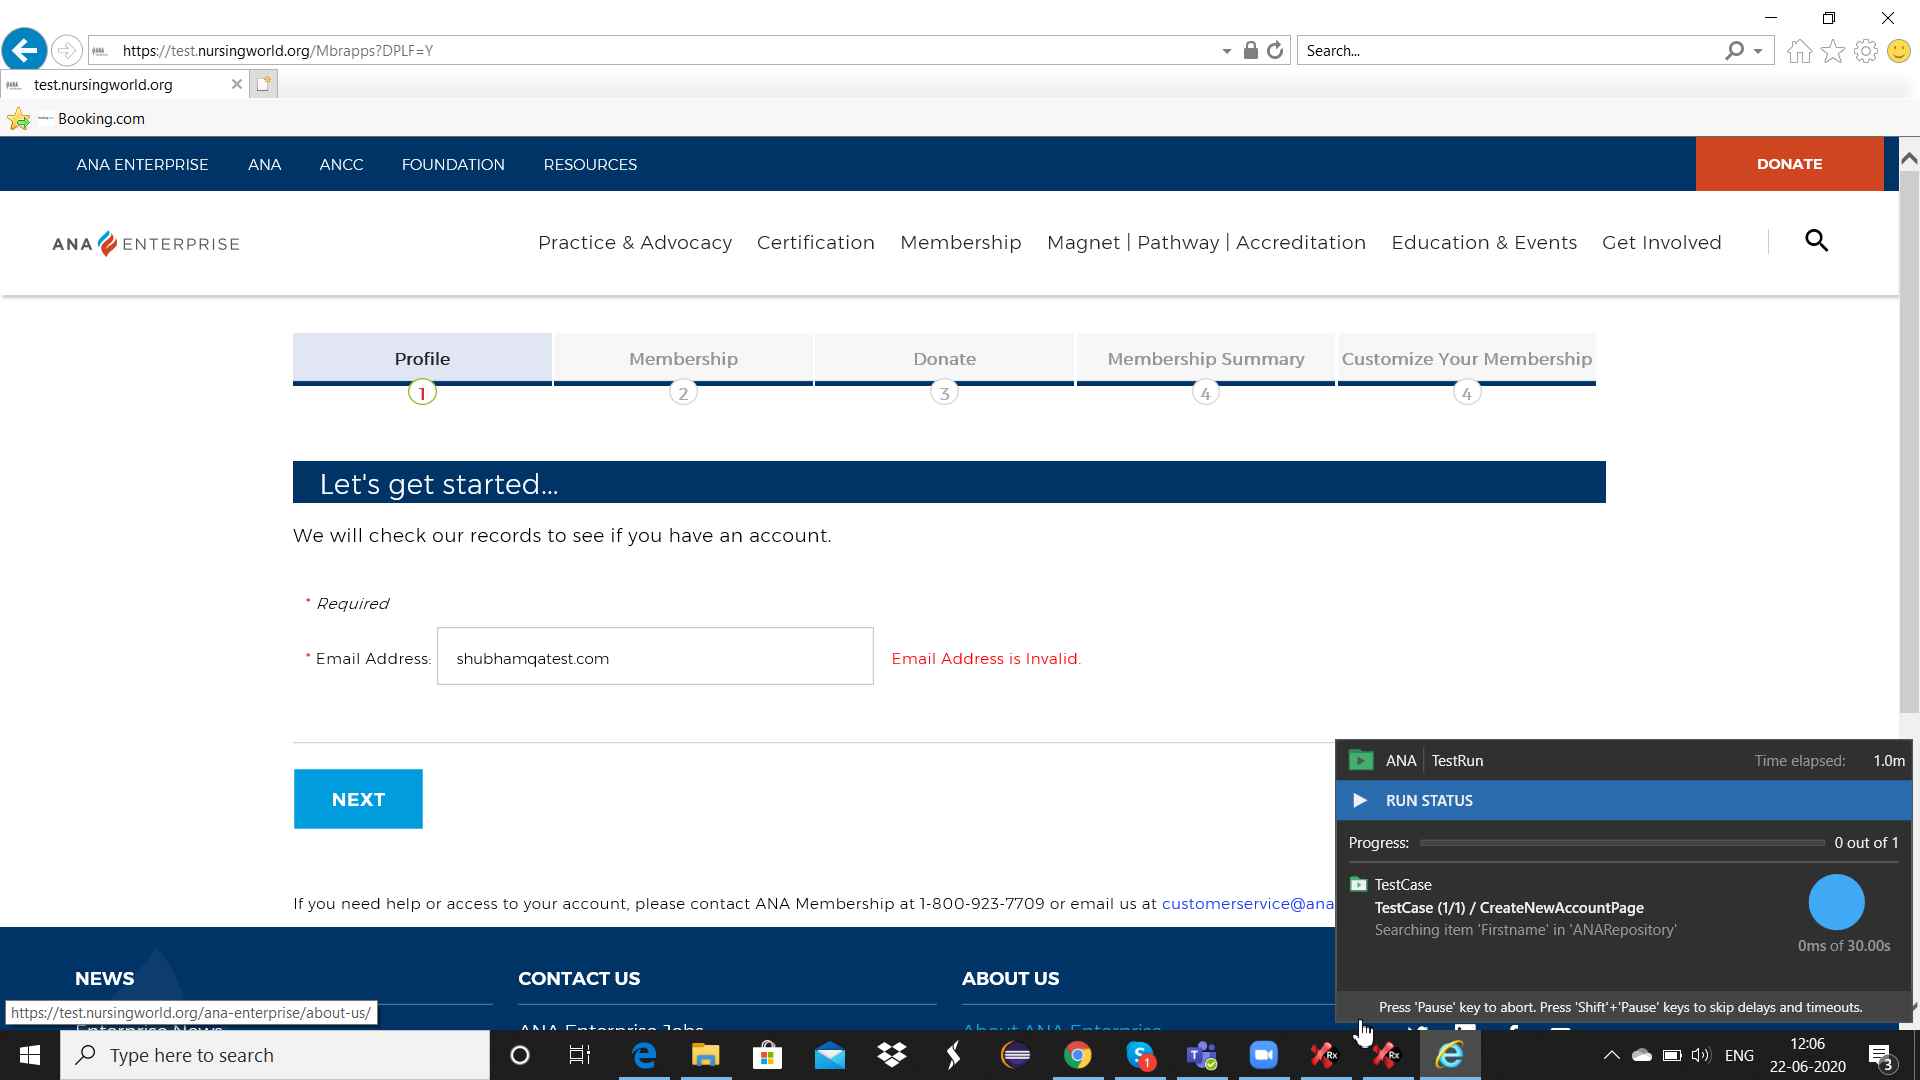 https://test.nursingworld.org/Mbrapps?DPLF=Y
Search...
test.nursingworld.org
Booking.com
ANA ENTERPRISE ANA ANCC FOUNDATION RESOURCES DONATE
ANA ENTERPRISE
Practice & Advocacy Certification Membership Magnet | Pathway | Accreditation Education & Events Get Involved
Profile Membership Donate Membership Summary Customize Your Membership
1 2 3 4 4
Let's get started...
We will check our records to see if you have an account.
* Required
* Email Address: shubhamqatest.com Email Address is Invalid.
NEXT
If you need help or access to your account, please contact ANA Membership at 1-800-923-7709 or email us at customerservice@ana
ANA TestRun Time elapsed: 1.0m
RUN STATUS
Progress: 0 out of 1
TestCase
TestCase (1/1) / CreateNewAccountPage
Searching item 'Firstname' in 'ANARepository'
0ms of 30.00s
Press 'Pause' key to abort. Press 'Shift'+'Pause' keys to skip delays and timeouts.
NEWS CONTACT US ABOUT US
https://test.nursingworld.org/ana-enterprise/about-us/
Enterprise News ANA Enterprise Jobs About ANA Enterprise
Type here to search
1
Rx Rx
ENG
12:06
22-06-2020
3